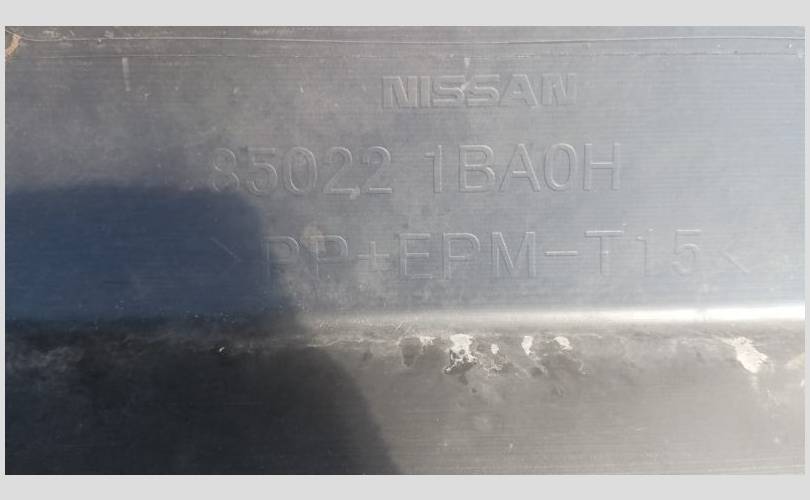 NISSAN
85022 1BA0H
>PP+EPM-T15<